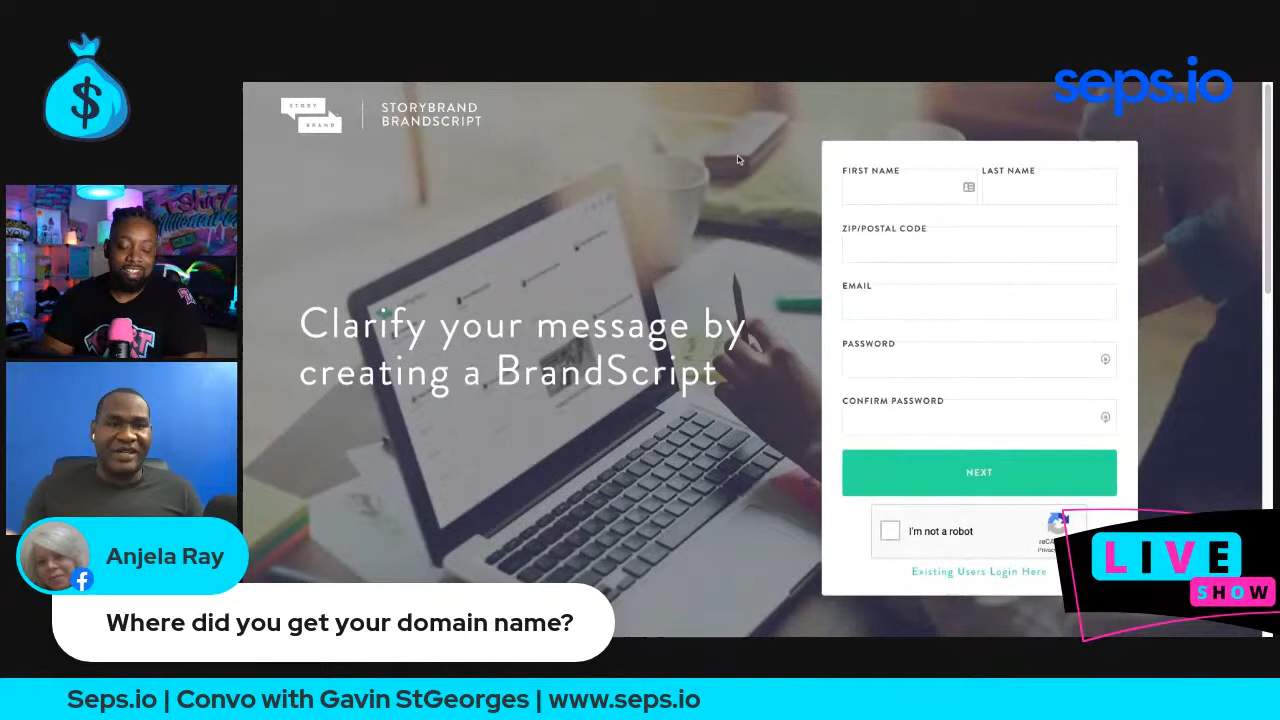 seps.io
STORY
BRAND
STORYBRAND
BRANDSCRIPT
T-Shirt
Millionaire
Clarify your message by
creating a BrandScript
FIRST NAME
LAST NAME
ZIP/POSTAL CODE
EMAIL
PASSWORD
CONFIRM PASSWORD
NEXT
I'm not a robot
Existing Users Login Here
LIVE
SHOW
Anjela Ray
Where did you get your domain name?
Seps.io | Convo with Gavin StGeorges | www.seps.io